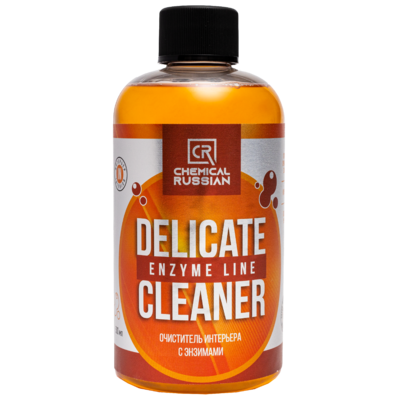 CR
CHEMICAL
RUSSIAN
DELICATE
ENZYME LINE
CLEANER
ОЧИСТИТЕЛЬ ИНТЕРЬЕРА
С ЭНЗИМАМИ